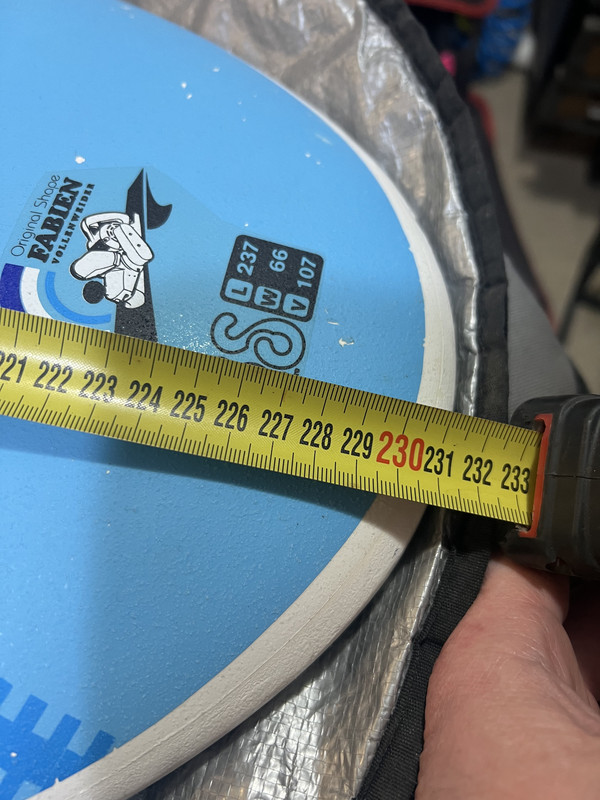 Original Shape
FABIEN
VOLLENWEIDER
L 237
W 66
V 107
221 222 223 224 225 226 227 228 229 230 231 232 233